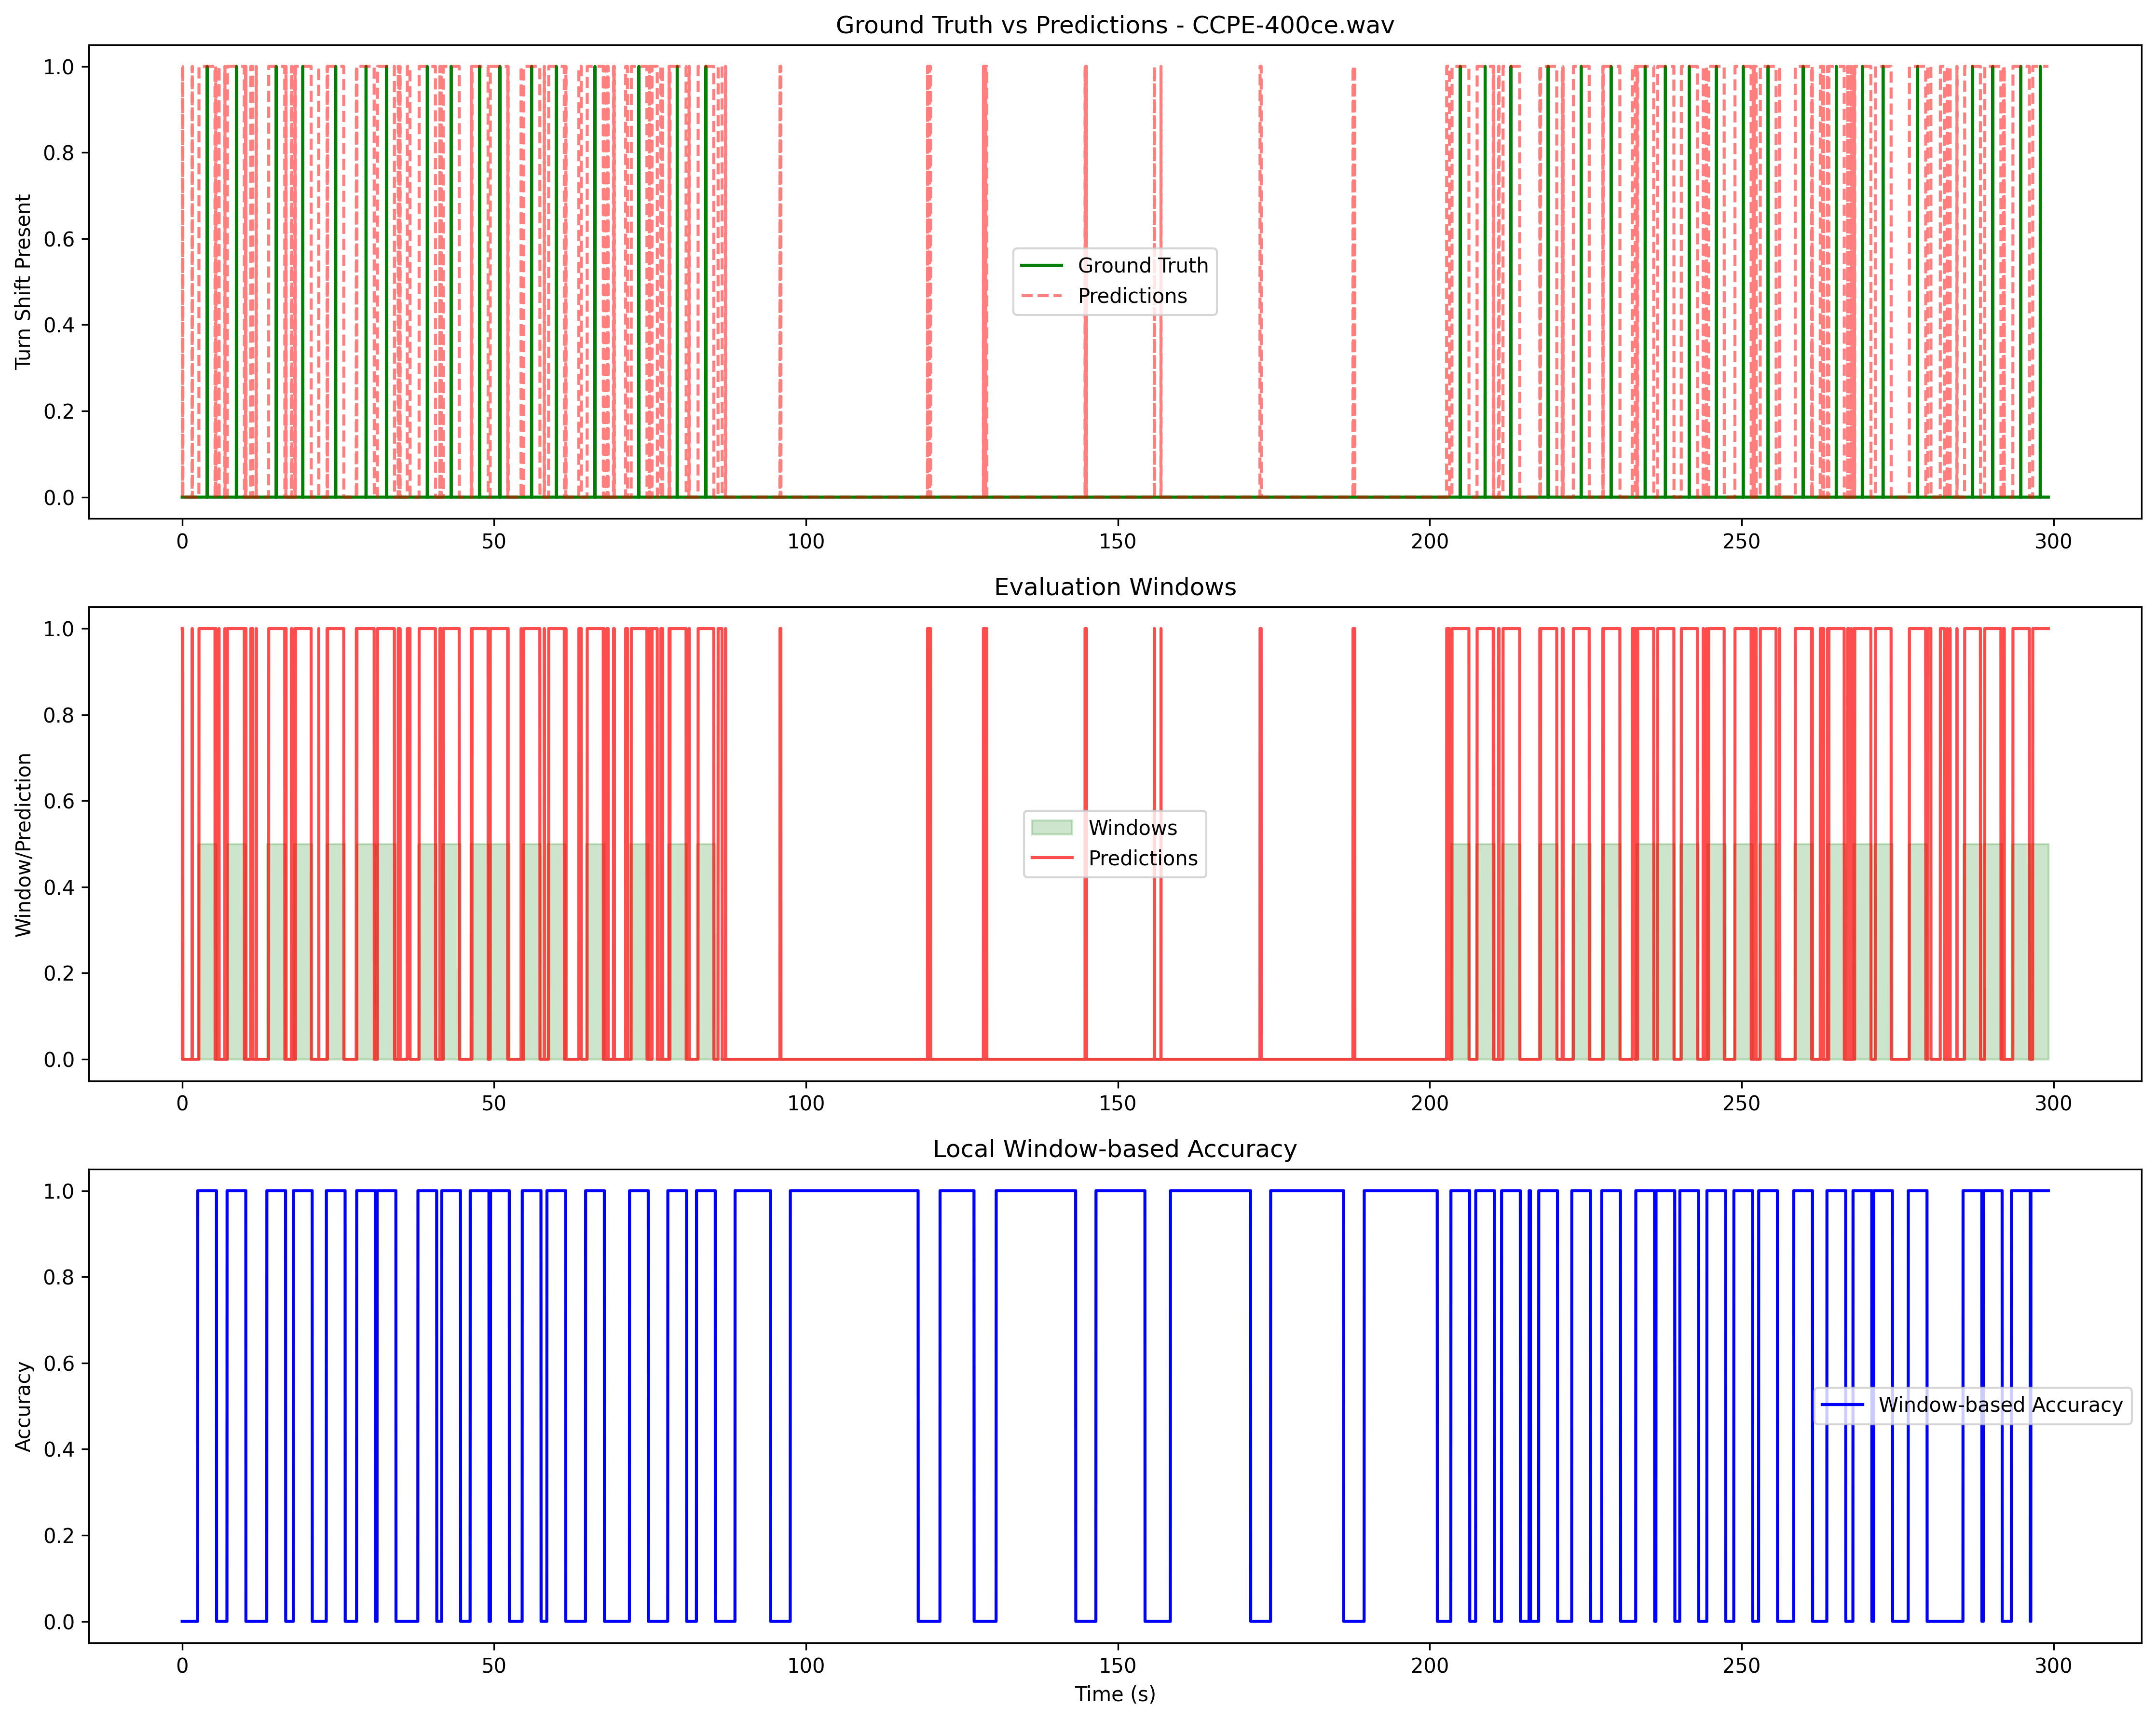 Ground Truth vs Predictions - CCPE-400ce.wav
1.0
0.8
0.6
0.4
0.2
0.0
Turn Shift Present
Ground Truth
Predictions
0 50 100 150 200 250 300
Evaluation Windows
1.0
0.8
0.6
0.4
0.2
0.0
Window/Prediction
Windows
Predictions
0 50 100 150 200 250 300
Local Window-based Accuracy
1.0
0.8
0.6
0.4
0.2
0.0
Accuracy
Window-based Accuracy
0 50 100 150 200 250 300
Time (s)